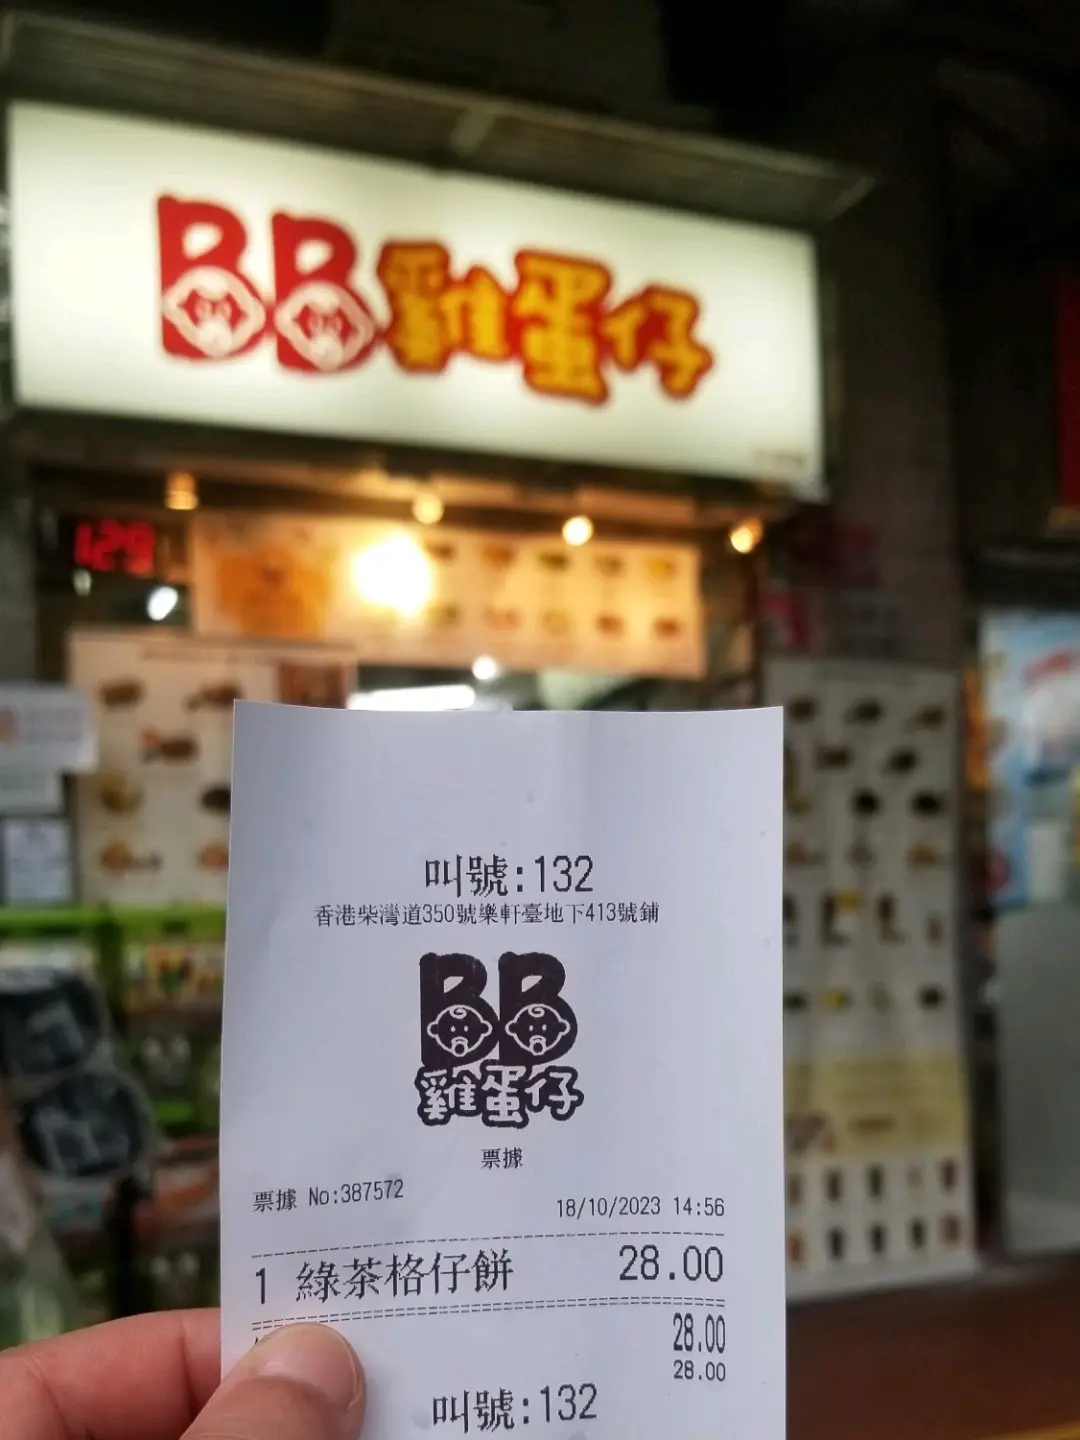 BB雞蛋仔
129
叫號:132
香港柴灣道350號樂軒臺地下413號鋪
BB
雞蛋仔
票據
票據 No:387572
18/10/2023 14:56
1 綠茶格仔餅 28.00
28.00
28.00
叫號:132